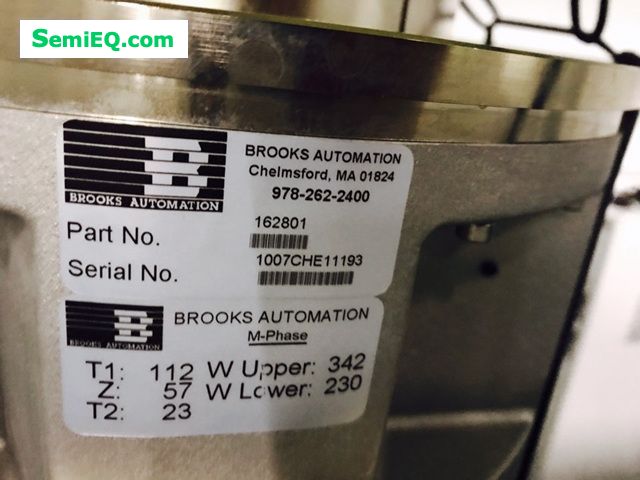 SemiEQ.com
B
BROOKS AUTOMATION
BROOKS AUTOMATION
Chelmsford, MA 01824
978-262-2400
Part No. 162801
Serial No. 1007CHE11193
B
BROOKS AUTOMATION
BROOKS AUTOMATION
M-Phase
T1: 112 W Upper: 342
Z: 57 W Lower: 230
T2: 23